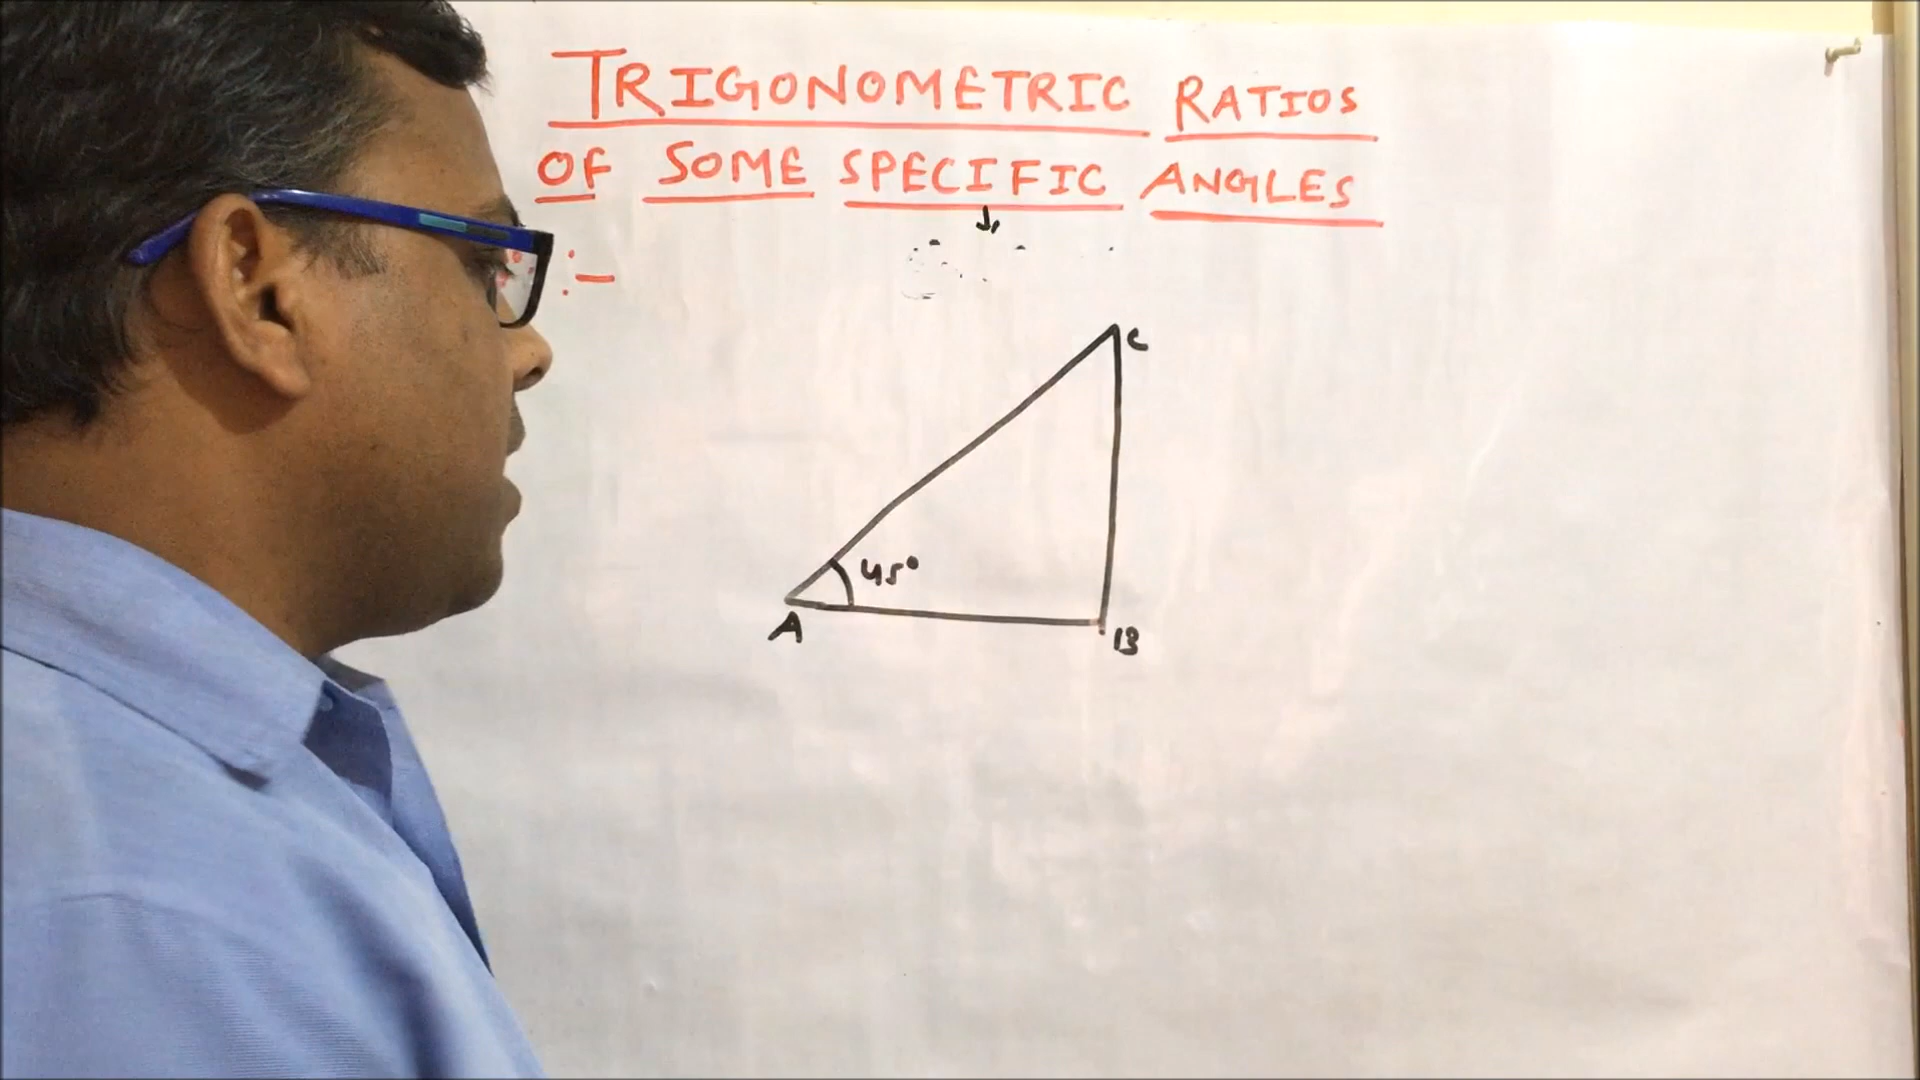 TRIGONOMETRIC RATIOS
OF SOME SPECIFIC ANGLES
:-
C
45°
A
B